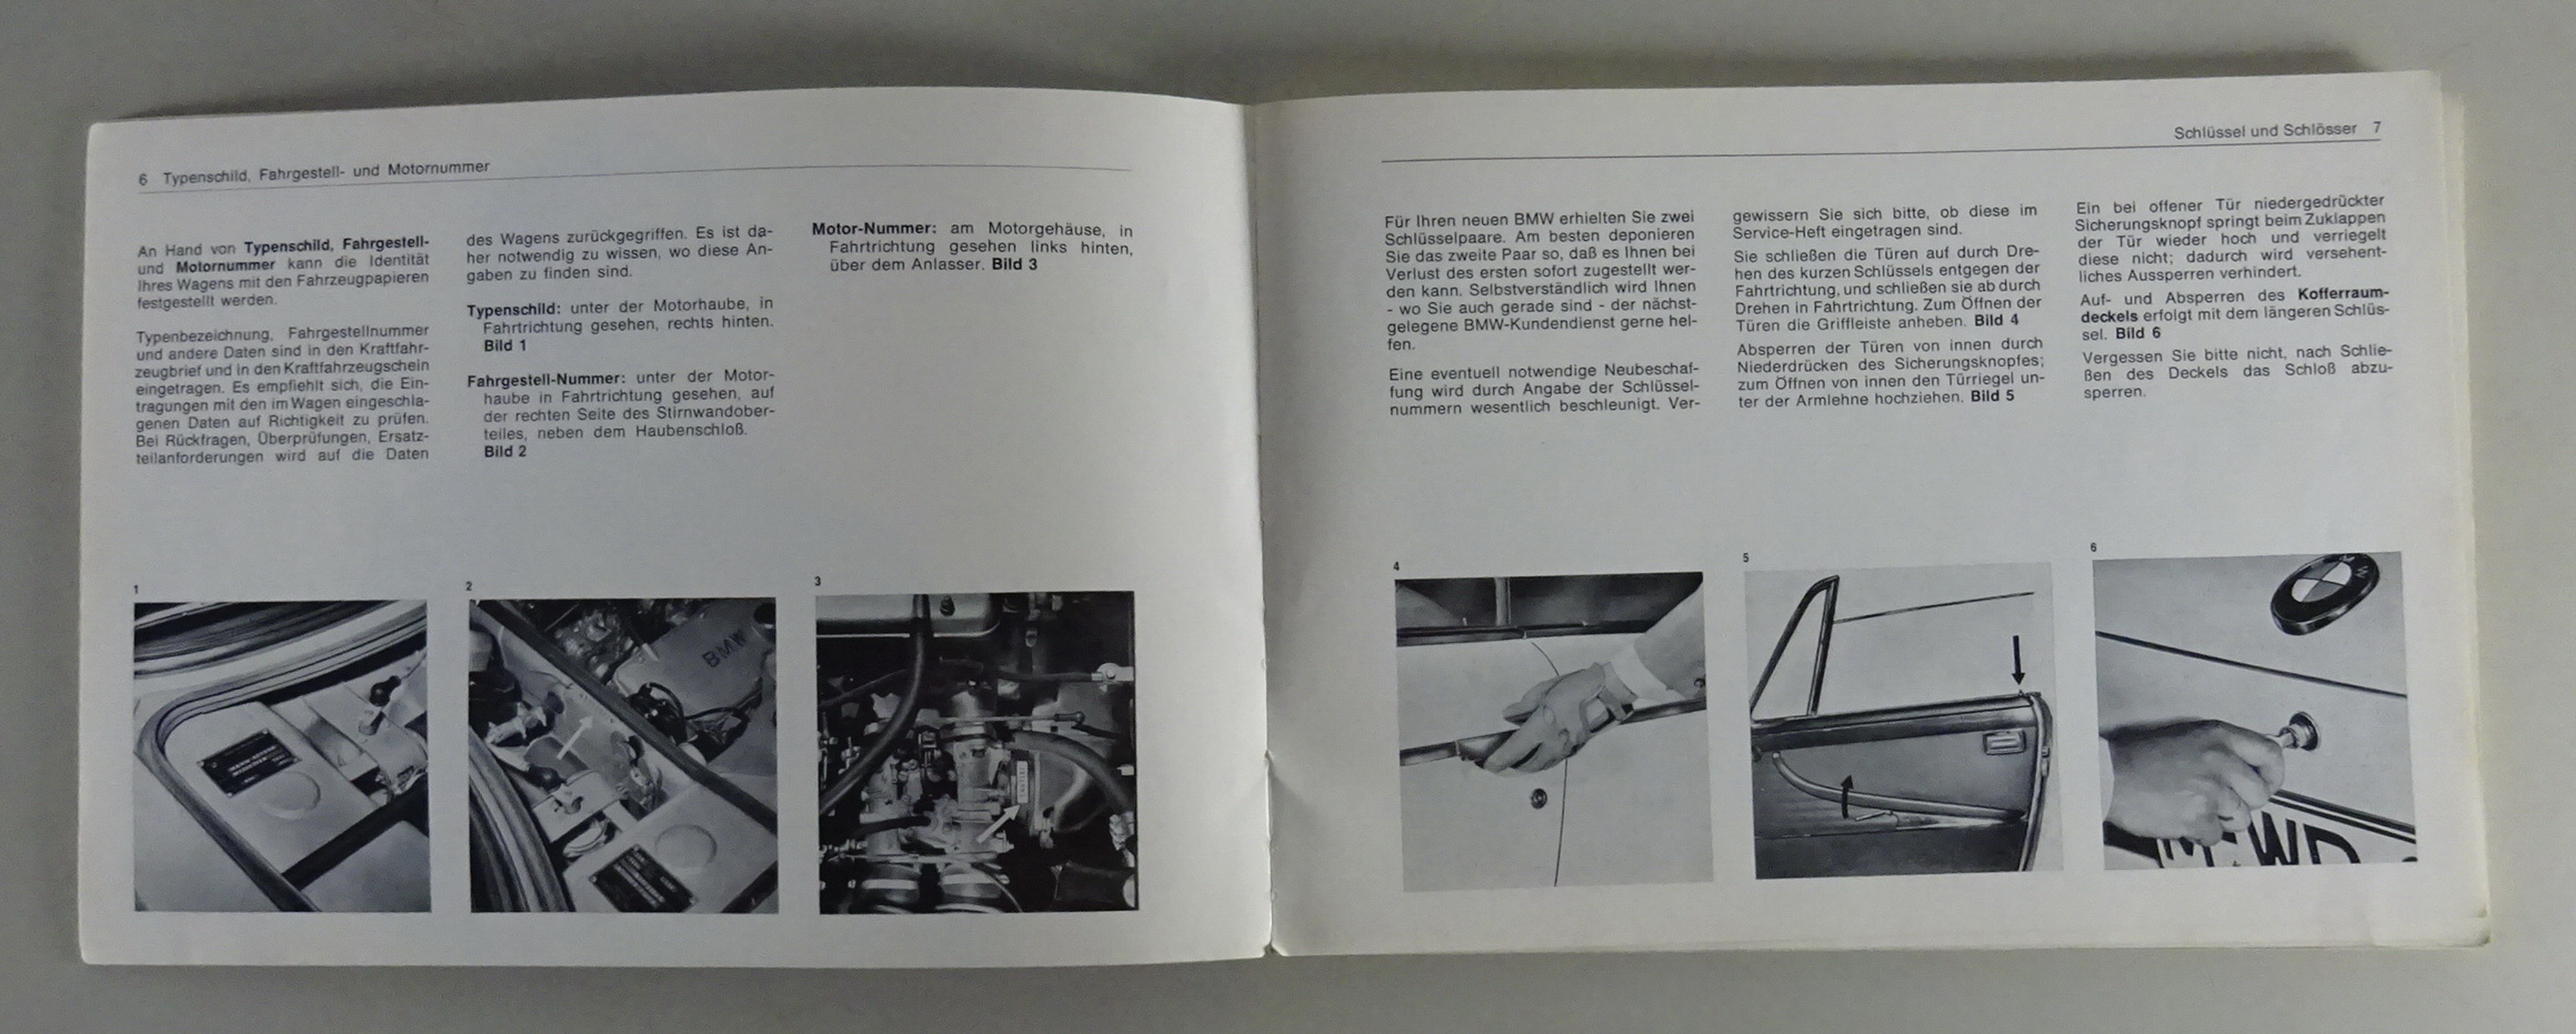 6 Typenschild, Fahrgestell- und Motornummer
An Hand von Typenschild, Fahrgestell-
und Motornummer kann die Identität
Ihres Wagens mit den Fahrzeugpapieren
festgestellt werden.
Typenbezeichnung, Fahrgestellnummer
und andere Daten sind in den Kraftfahr-
zeugbrief und in den Kraftfahrzeugschein
eingetragen. Es empfiehlt sich, die Ein-
tragungen mit den im Wagen eingeschla-
genen Daten auf Richtigkeit zu prüfen.
Bei Rückfragen, Überprüfungen, Ersatz-
teilanforderungen wird auf die Daten
des Wagens zurückgegriffen. Es ist da-
her notwendig zu wissen, wo diese An-
gaben zu finden sind.
Typenschild: unter der Motorhaube, in
Fahrtrichtung gesehen, rechts hinten.
Bild 1
Fahrgestell-Nummer: unter der Motor-
haube in Fahrtrichtung gesehen, auf
der rechten Seite des Stirnwandober-
teiles, neben dem Haubenschloß.
Bild 2
Motor-Nummer: am Motorgehäuse, in
Fahrtrichtung gesehen links hinten,
über dem Anlasser. Bild 3
1
2
BMW
3
Schlüssel und Schlösser 7
Für Ihren neuen BMW erhielten Sie zwei
Schlüsselpaare. Am besten deponieren
Sie das zweite Paar so, daß es Ihnen bei
Verlust des ersten sofort zugestellt wer-
den kann. Selbstverständlich wird Ihnen
- wo Sie auch gerade sind - der nächst-
gelegene BMW-Kundendienst gerne hel-
fen.
Eine eventuell notwendige Neubeschaf-
fung wird durch Angabe der Schlüssel-
nummern wesentlich beschleunigt. Ver-
gewissern Sie sich bitte, ob diese im
Service-Heft eingetragen sind.
Sie schließen die Türen auf durch Dre-
hen des kurzen Schlüssels entgegen der
Fahrtrichtung, und schließen sie ab durch
Drehen in Fahrtrichtung. Zum Öffnen der
Türen die Griffleiste anheben. Bild 4
Absperren der Türen von innen durch
Niederdrücken des Sicherungsknopfes;
zum Öffnen von innen den Türriegel un-
ter der Armlehne hochziehen. Bild 5
Ein bei offener Tür niedergedrückter
Sicherungsknopf springt beim Zuklappen
der Tür wieder hoch und verriegelt
diese nicht; dadurch wird versehent-
liches Aussperren verhindert.
Auf- und Absperren des Kofferraum-
deckels erfolgt mit dem längeren Schlüs-
sel. Bild 6
Vergessen Sie bitte nicht, nach Schlie-
ßen des Deckels das Schloß abzu-
sperren.
4
5
6